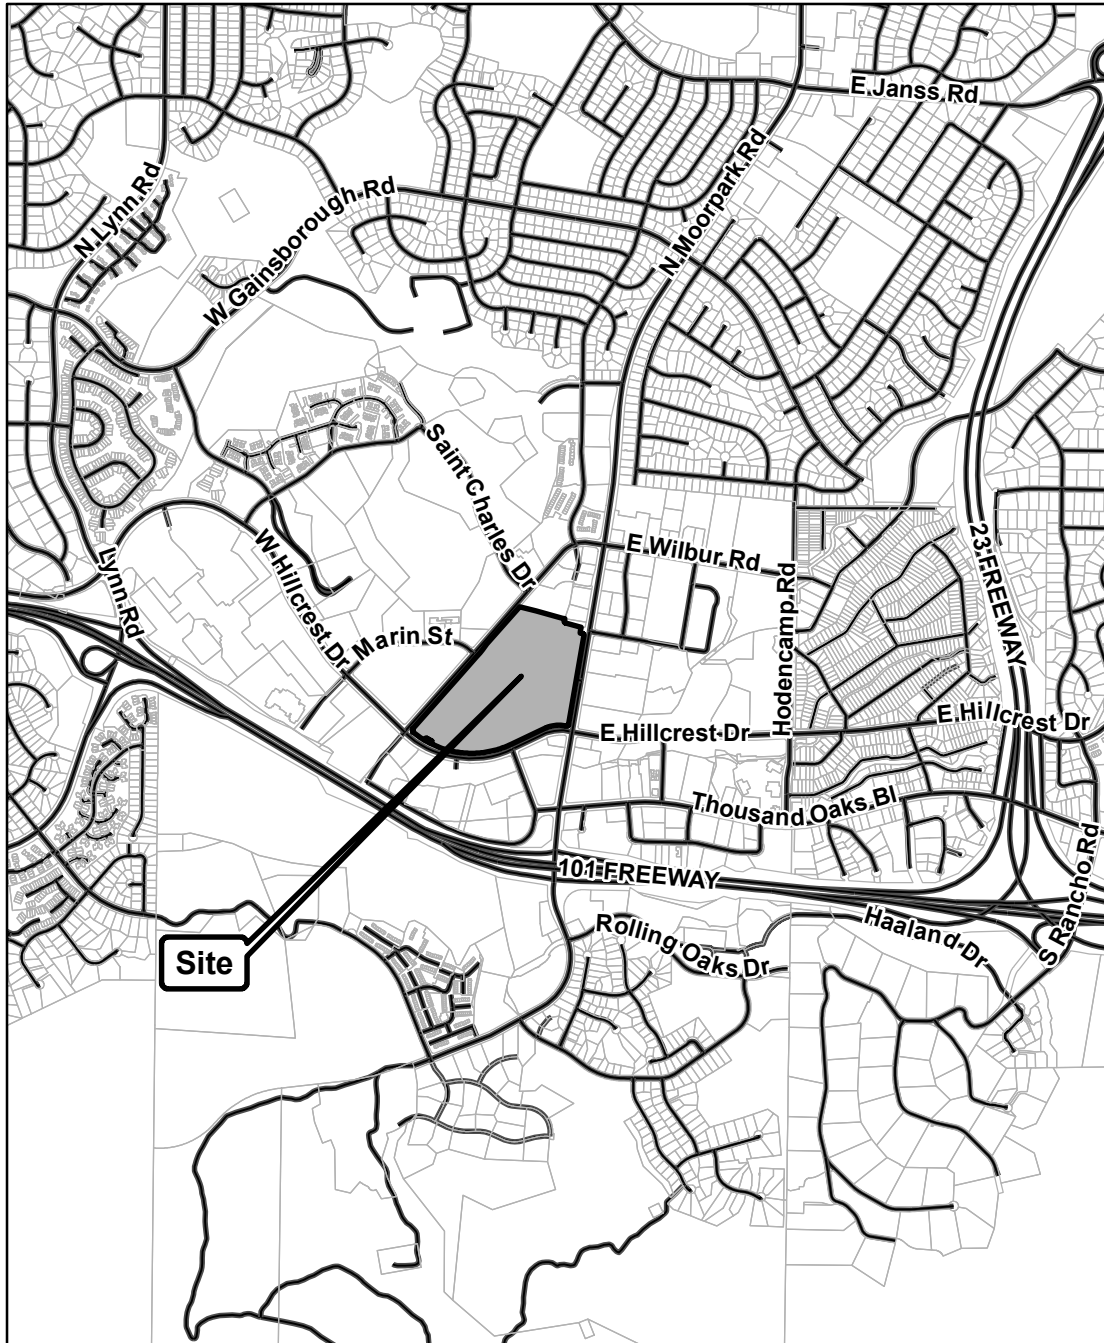 E Janss Rd
N Moorpark Rd
N Lynn Rd
W Gainsborough Rd
Saint Charles Dr
E Wilbur Rd
23 FREEWAY
W Hillcrest Dr
Lynn Rd
Hodencamp Rd
Marin St
E Hillcrest Dr
E Hillcrest Dr
Thousand Oaks Bl
101 FREEWAY
S Rancho Rd
Haaland Dr
Rolling Oaks Dr
Site